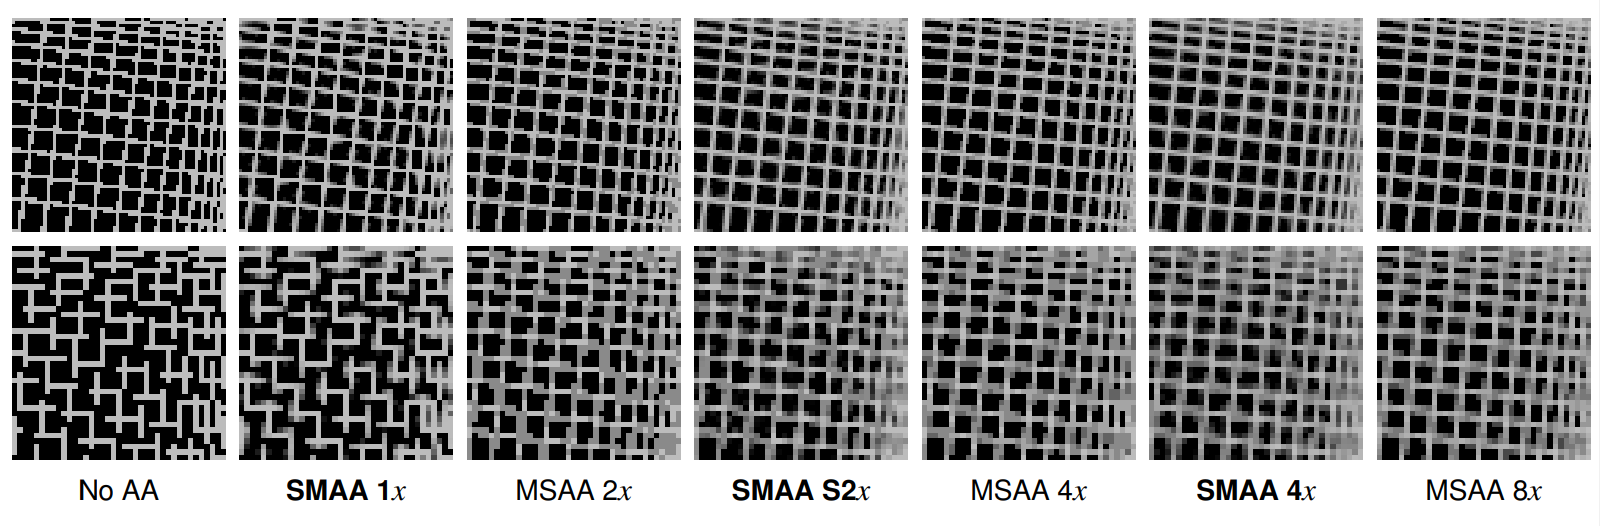 No AA SMAA 1x MSAA 2x SMAA S2x MSAA 4x SMAA 4x MSAA 8x